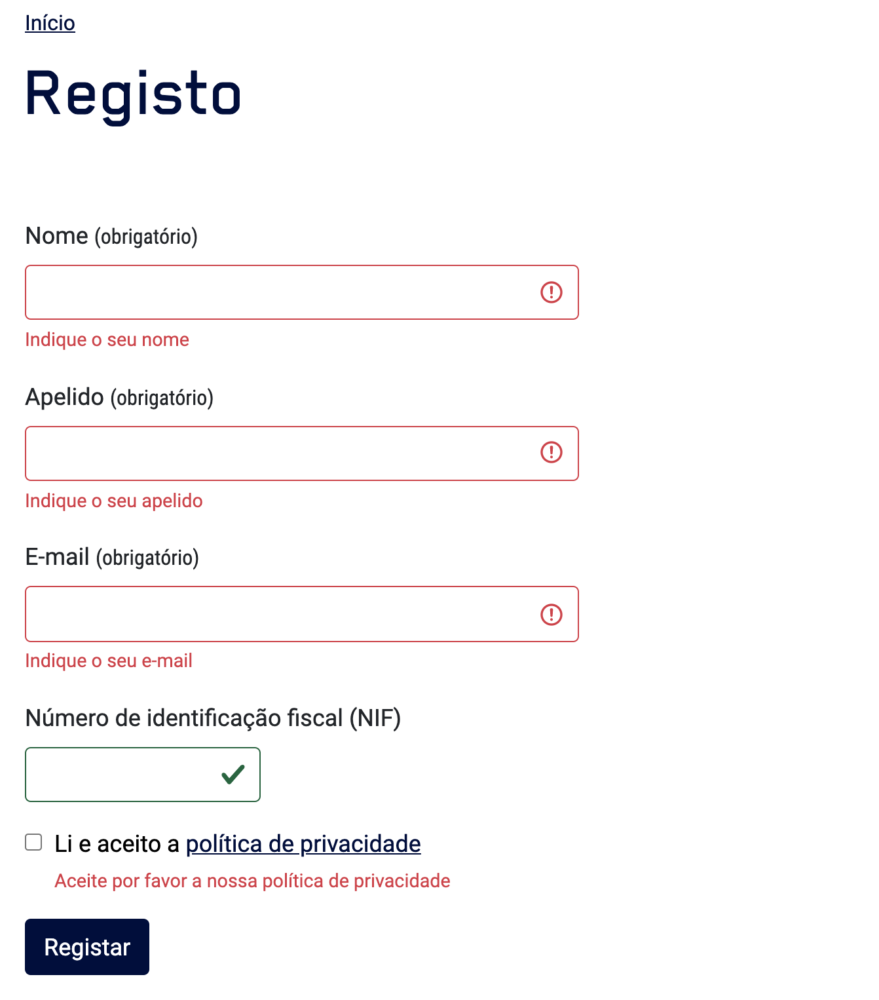 Início
Registo
Nome (obrigatório)
Indique o seu nome
Apelido (obrigatório)
Indique o seu apelido
E-mail (obrigatório)
Indique o seu e-mail
Número de identificação fiscal (NIF)
Li e aceito a política de privacidade
Aceite por favor a nossa política de privacidade
Registar